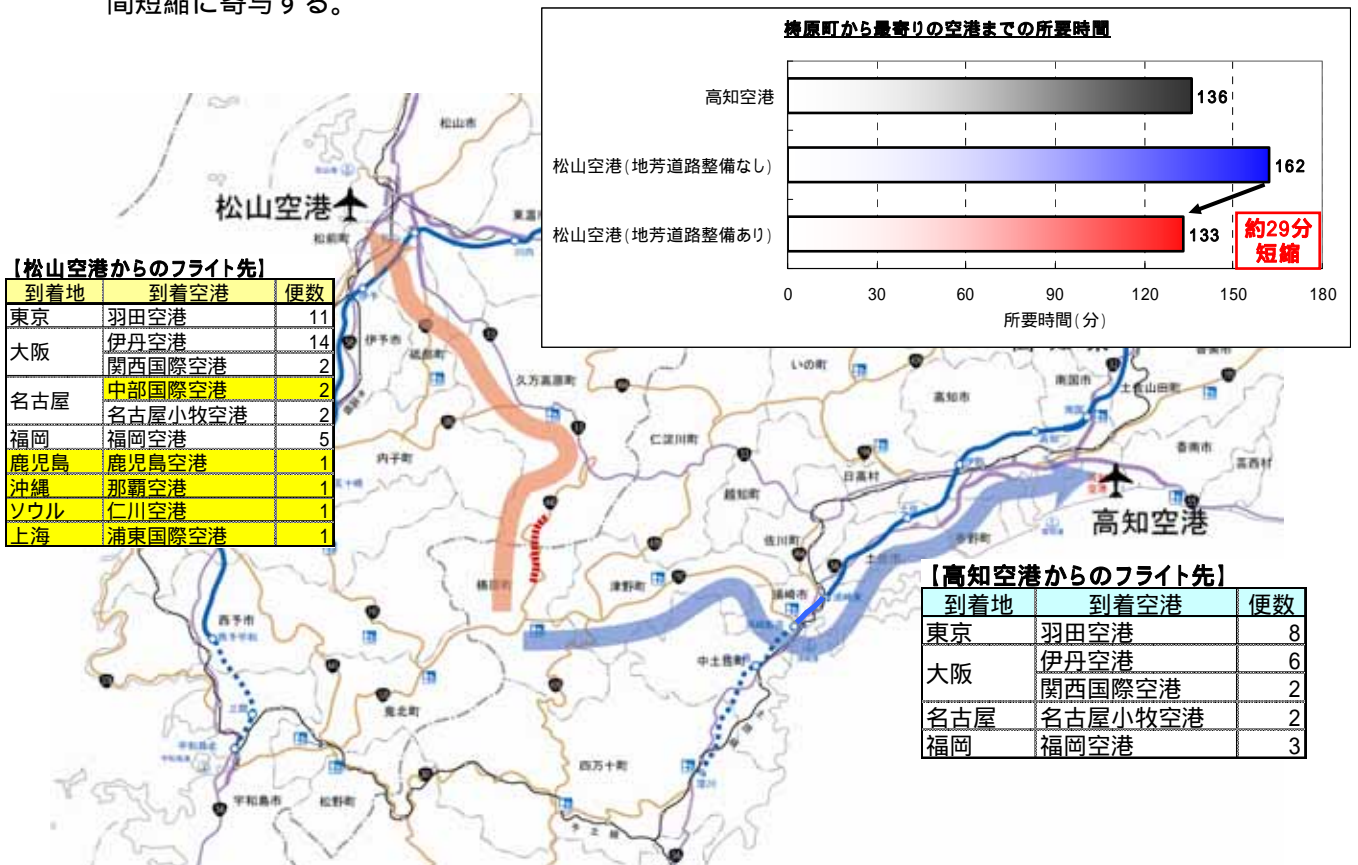 間短縮に寄与する。
梼原町から最寄りの空港までの所要時間
高知空港
136
松山空港(地芳道路整備なし)
162
松山空港(地芳道路整備あり)
133
約29分
短縮
0 30 60 90 120 150 180
所要時間(分)
松山市
松山空港
松前町
【松山空港からのフライト先】
到着地 到着空港 便数
東京 羽田空港 11
大阪 伊丹空港 14
関西国際空港 2
名古屋 中部国際空港 2
名古屋小牧空港 2
福岡 福岡空港 5
鹿児島 鹿児島空港 1
沖縄 那覇空港 1
ソウル 仁川空港 1
上海 浦東国際空港 1
伊予市
砥部町
久万高原町
いの町
高知市
南国市
土佐山田町
香南市
内子町
仁淀川町
日高村
越知町
佐川町
高知空港
津野町
須崎市
中土佐町
西予市
鬼北町
四万十町
宇和島市
松野町
予土線
【高知空港からのフライト先】
到着地 到着空港 便数
東京 羽田空港 8
大阪 伊丹空港 6
関西国際空港 2
名古屋 名古屋小牧空港 2
福岡 福岡空港 3